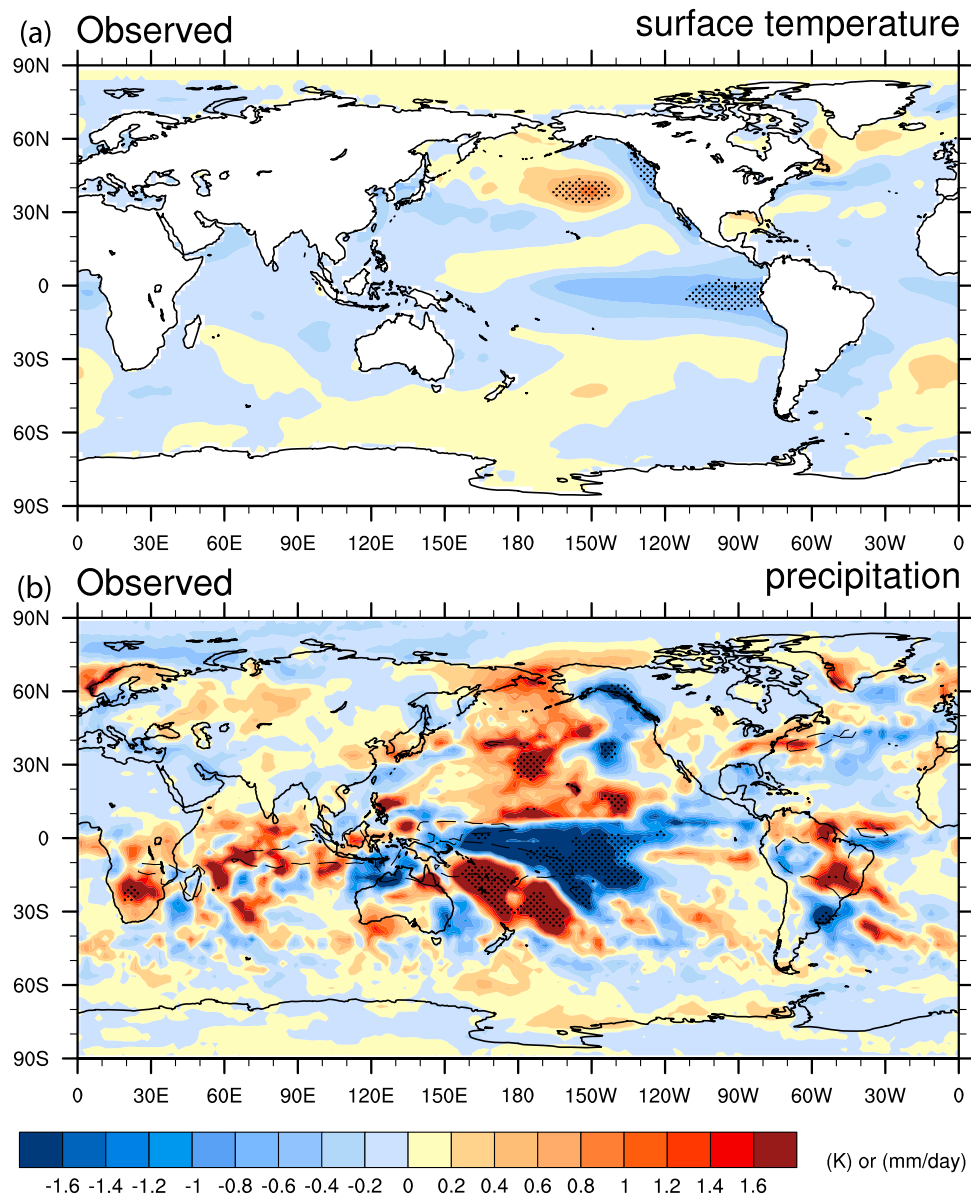 (a) Observed surface temperature
90N
60N
30N
0
30S
60S
90S
0 30E 60E 90E 120E 150E 180 150W 120W 90W 60W 30W 0
(b) Observed precipitation
90N
60N
30N
0
30S
60S
90S
0 30E 60E 90E 120E 150E 180 150W 120W 90W 60W 30W 0
(K) or (mm/day)
-1.6 -1.4 -1.2 -1 -0.8 -0.6 -0.4 -0.2 0 0.2 0.4 0.6 0.8 1 1.2 1.4 1.6